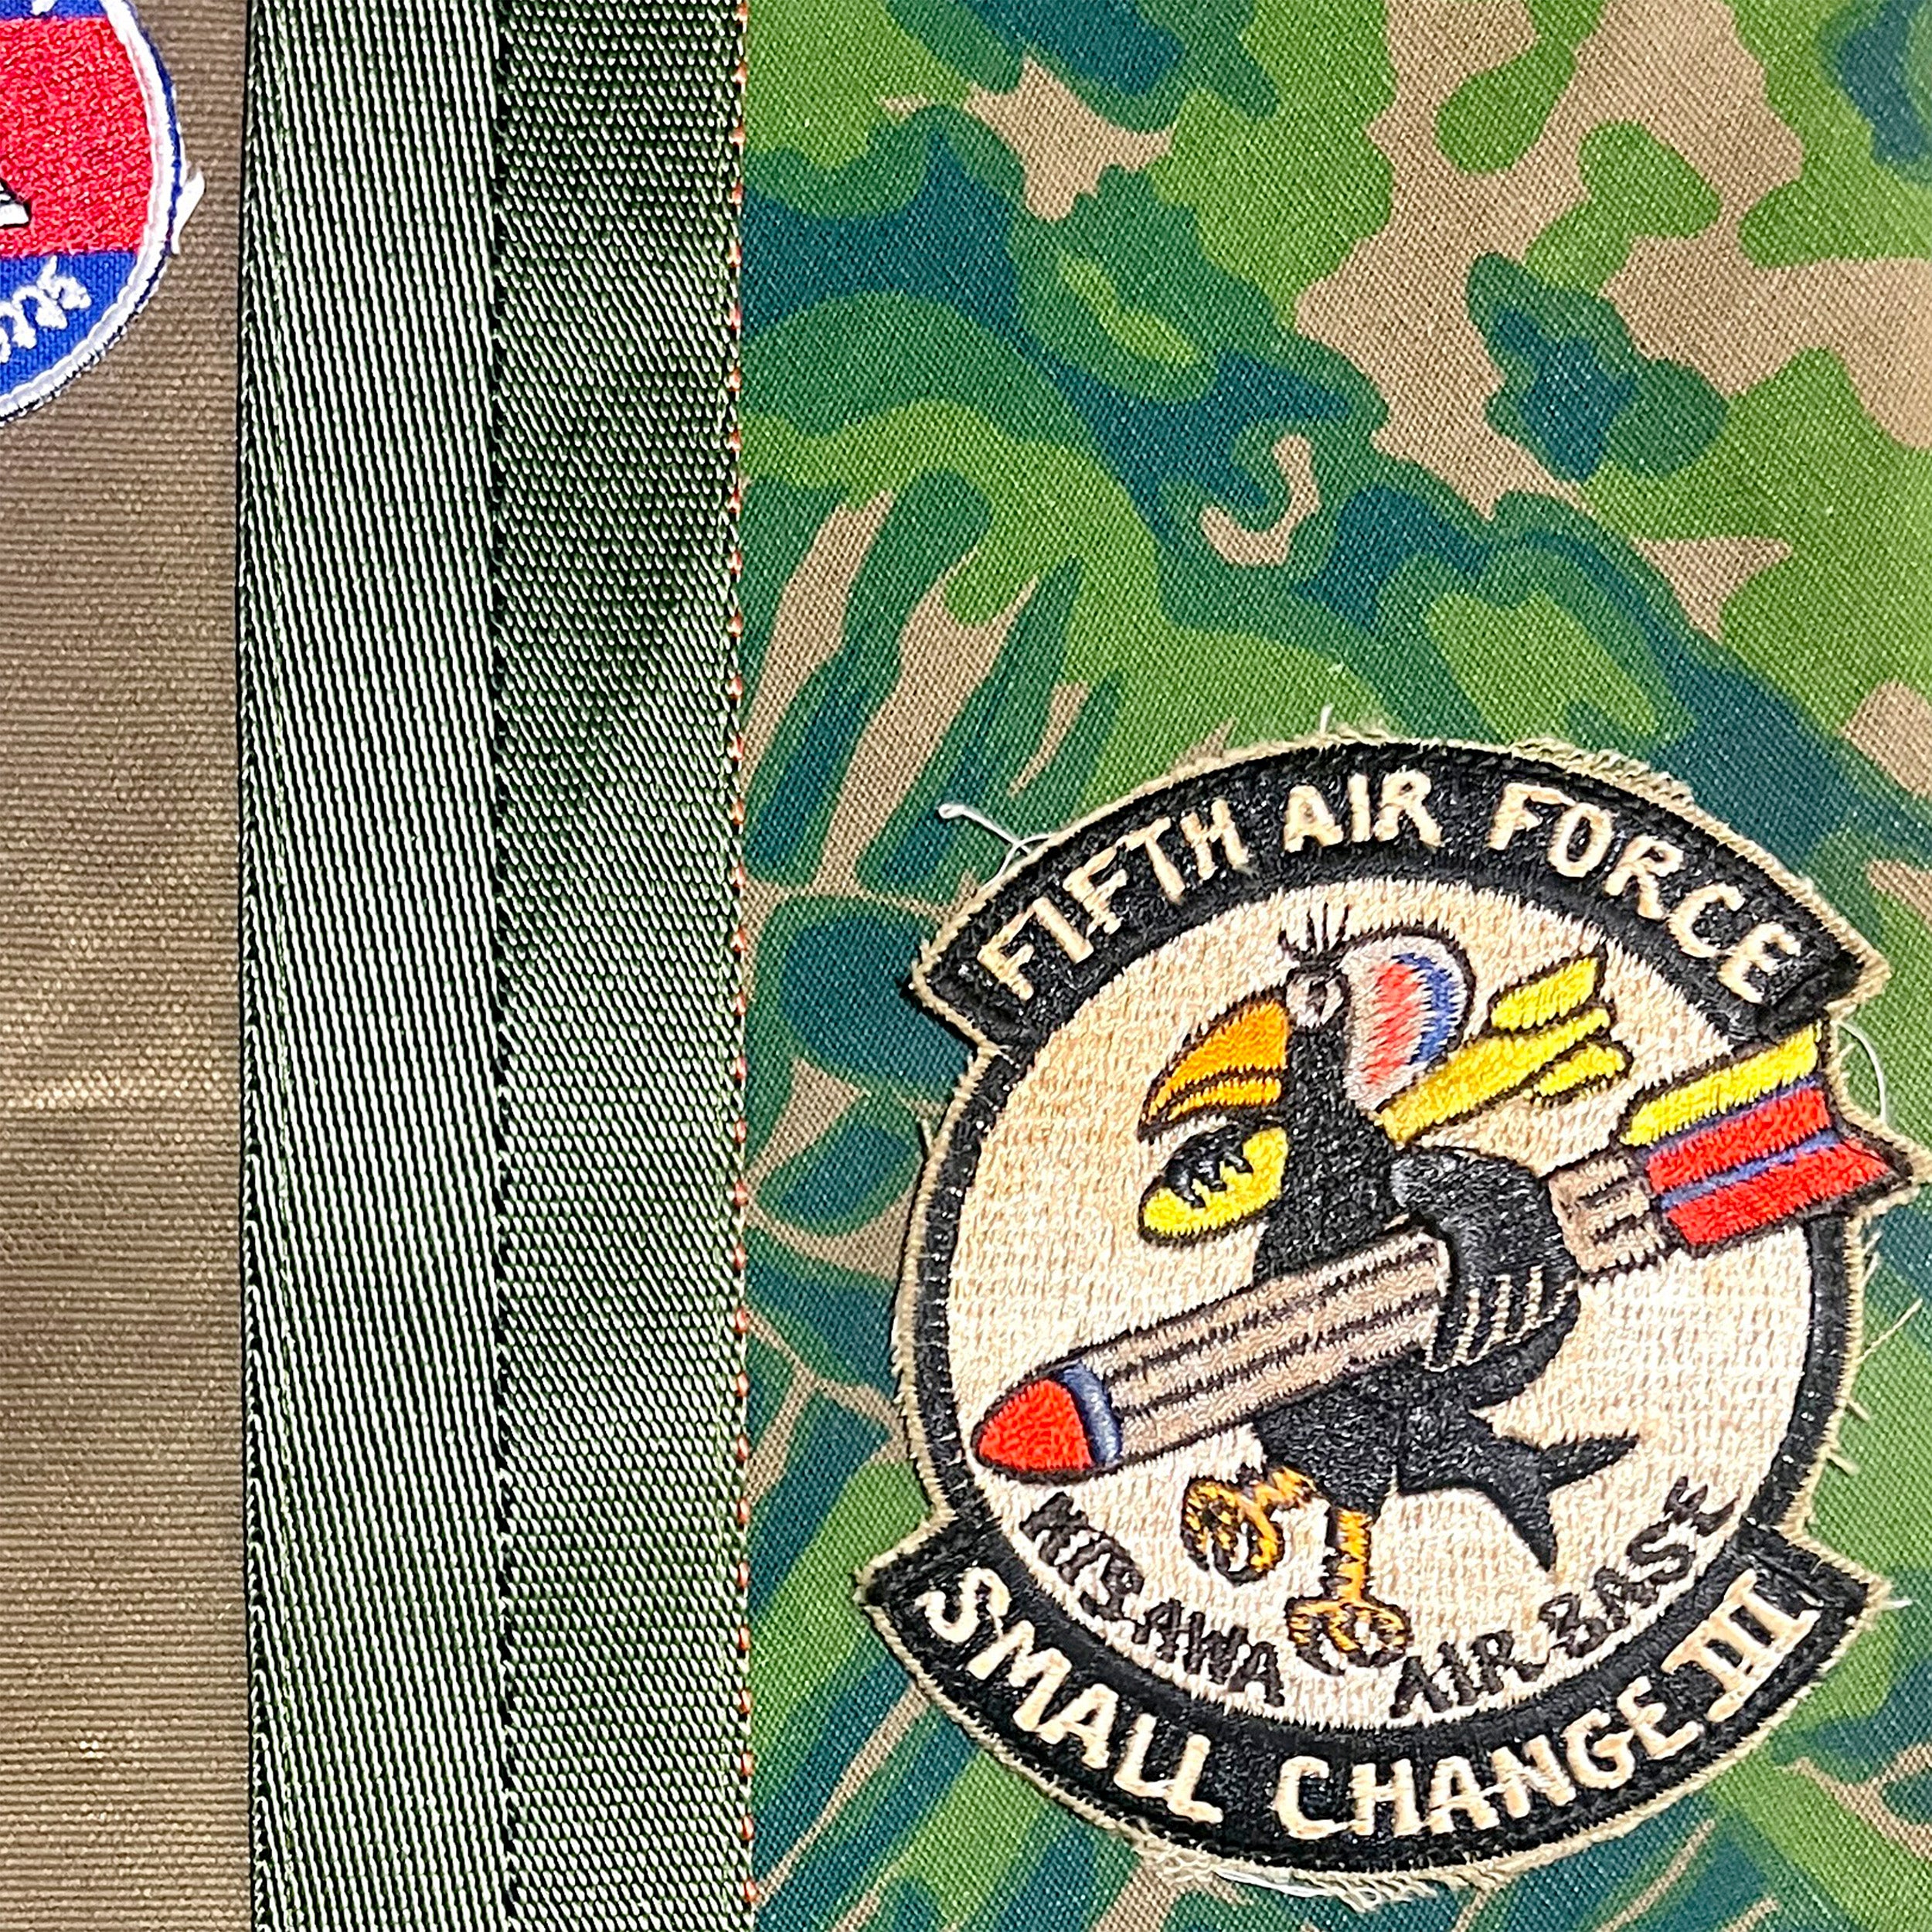 FIFTH AIR FORCE
MISAWA AIR BASE
SMALL CHANGE III